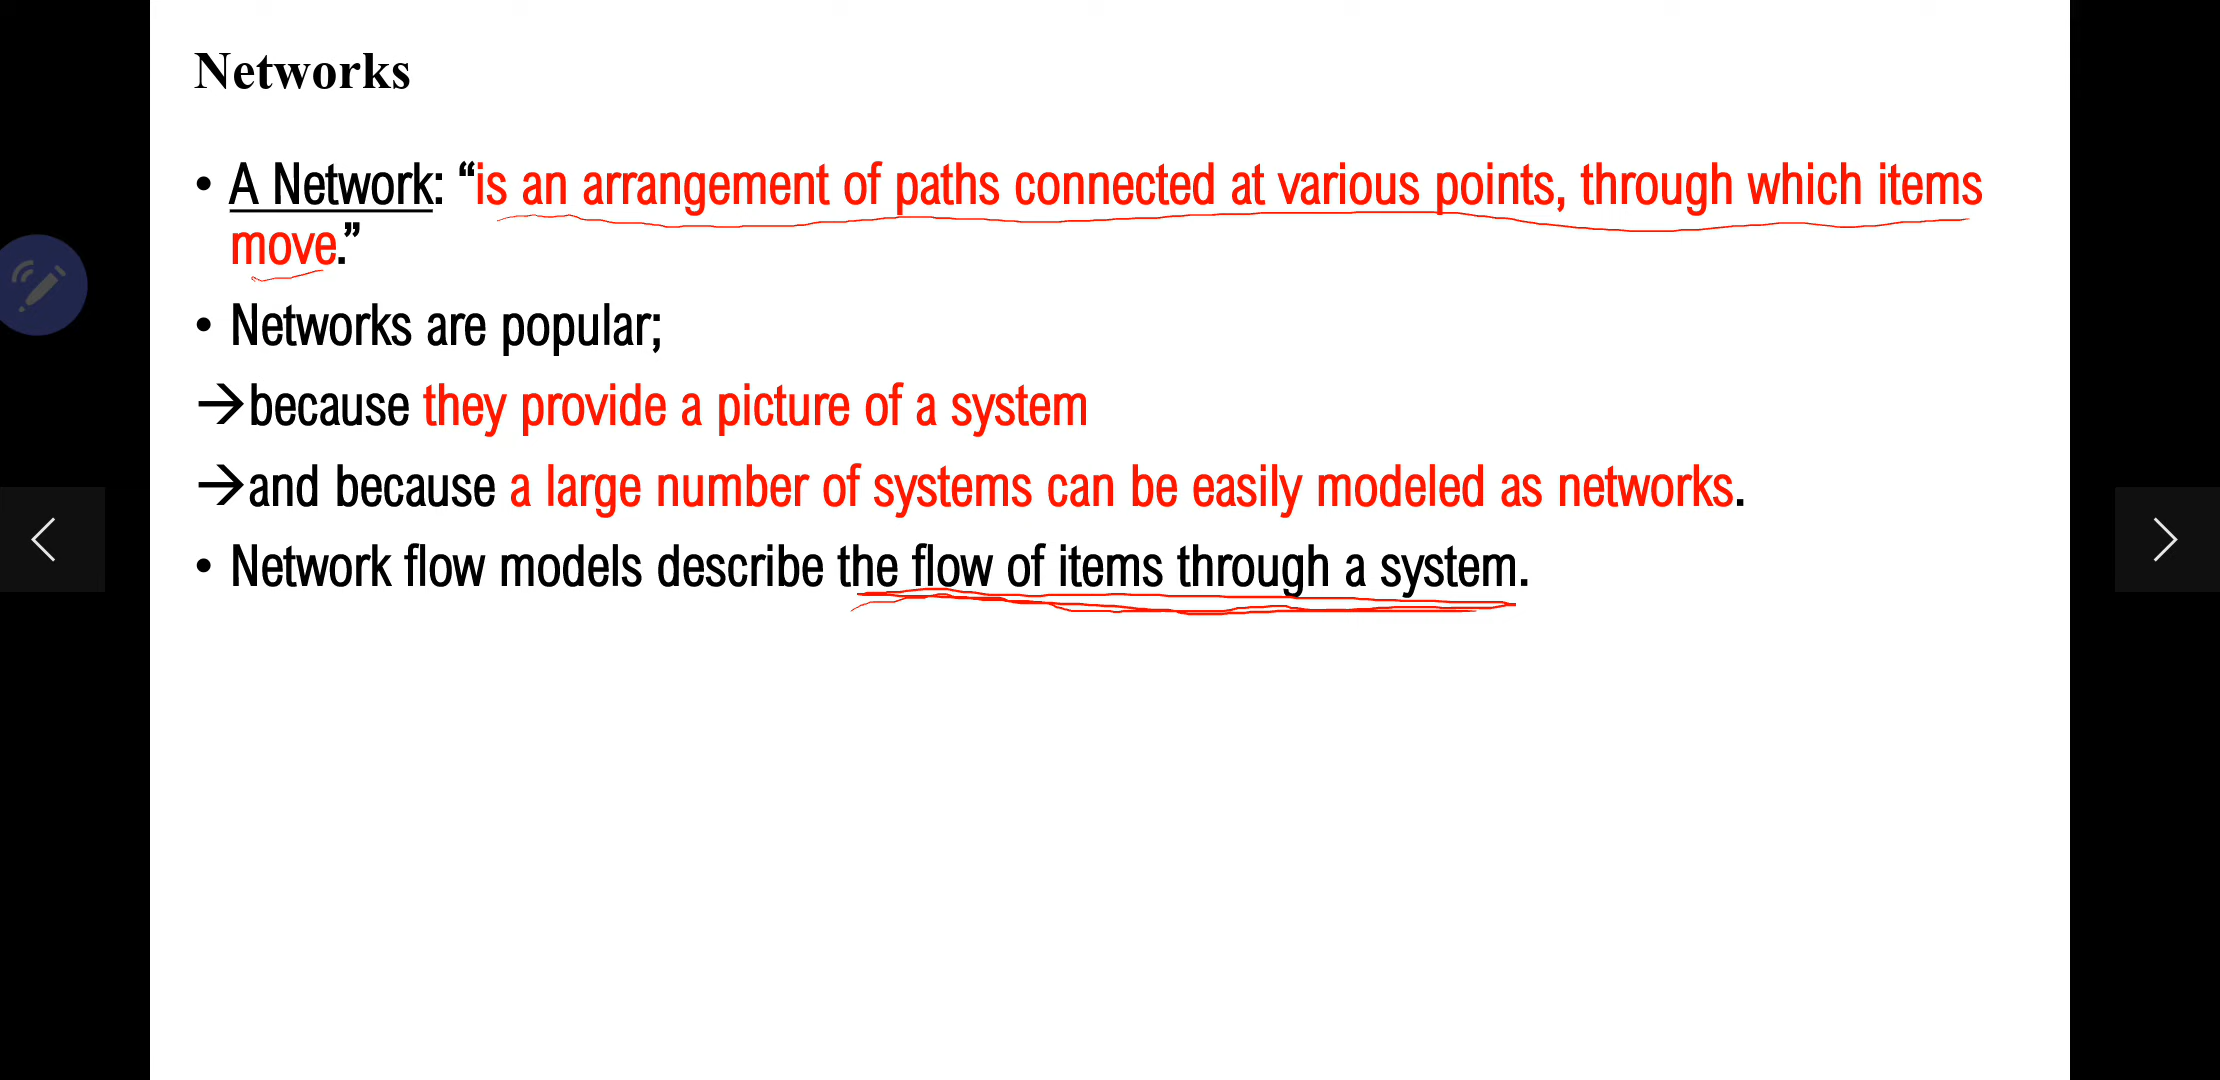 Networks
• A Network: “is an arrangement of paths connected at various points, through which items
move.”
• Networks are popular;
→because they provide a picture of a system
→and because a large number of systems can be easily modeled as networks.
• Network flow models describe the flow of items through a system.